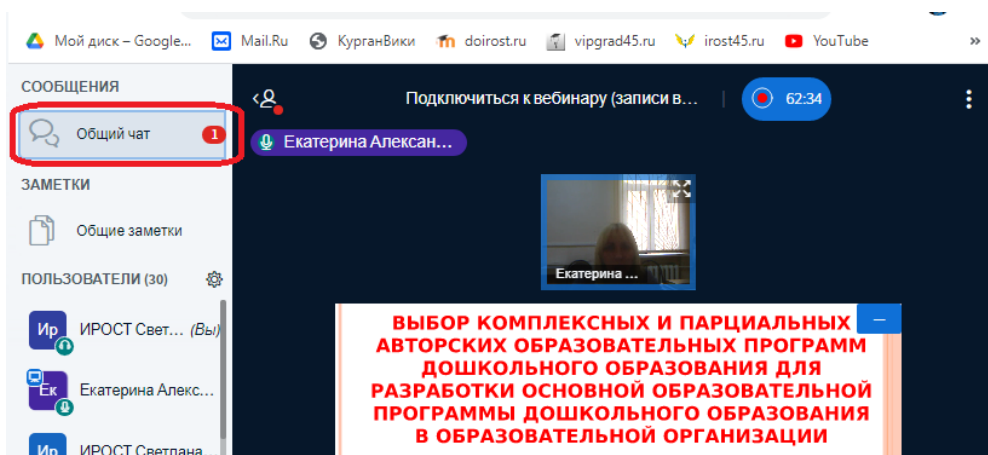 Мой диск – Google...
Mail.Ru
КурганВики
doirost.ru
vipgrad45.ru
irost45.ru
YouTube
»
СООБЩЕНИЯ
Общий чат
1
ЗАМЕТКИ
Общие заметки
ПОЛЬЗОВАТЕЛИ (30)
Ир
ИРОСТ Свет... (Вы)
Ек
Екатерина Алекс...
Ир
ИРОСТ Светлана
Подключиться к вебинару (записи в...
62:34
Екатерина Алексан...
Екатерина ...
ВЫБОР КОМПЛЕКСНЫХ И ПАРЦИАЛЬНЫХ
АВТОРСКИХ ОБРАЗОВАТЕЛЬНЫХ ПРОГРАММ
ДОШКОЛЬНОГО ОБРАЗОВАНИЯ ДЛЯ
РАЗРАБОТКИ ОСНОВНОЙ ОБРАЗОВАТЕЛЬНОЙ
ПРОГРАММЫ ДОШКОЛЬНОГО ОБРАЗОВАНИЯ
В ОБРАЗОВАТЕЛЬНОЙ ОРГАНИЗАЦИИ